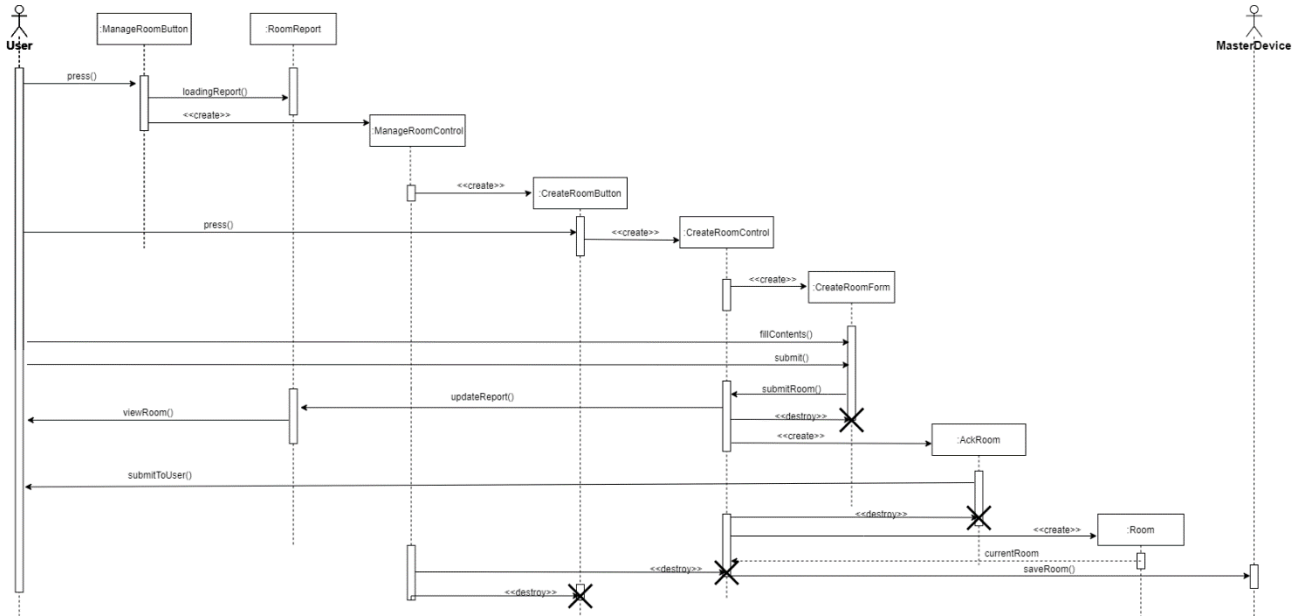 User
:ManageRoomButton
:RoomReport
MasterDevice
press()
loadingReport()
<<create>>
:ManageRoomControl
<<create>>
:CreateRoomButton
press()
<<create>>
:CreateRoomControl
<<create>>
:CreateRoomForm
fillContents()
submit()
submitRoom()
updateReport()
viewRoom()
<<destroy>>
<<create>>
:AckRoom
submitToUser()
<<destroy>>
<<create>>
:Room
currentRoom
<<destroy>>
saveRoom()
<<destroy>>